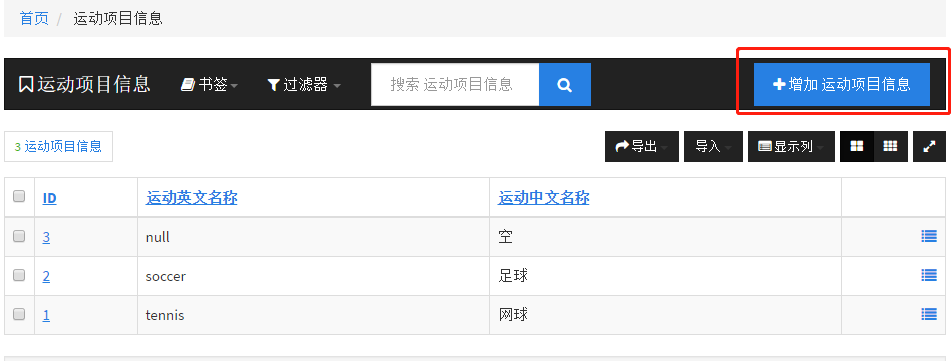 首页 / 运动项目信息
运动项目信息 书签 过滤器 搜索 运动项目信息 增加 运动项目信息
3 运动项目信息 导出 导入 显示列
ID 运动英文名称 运动中文名称
3 null 空
2 soccer 足球
1 tennis 网球